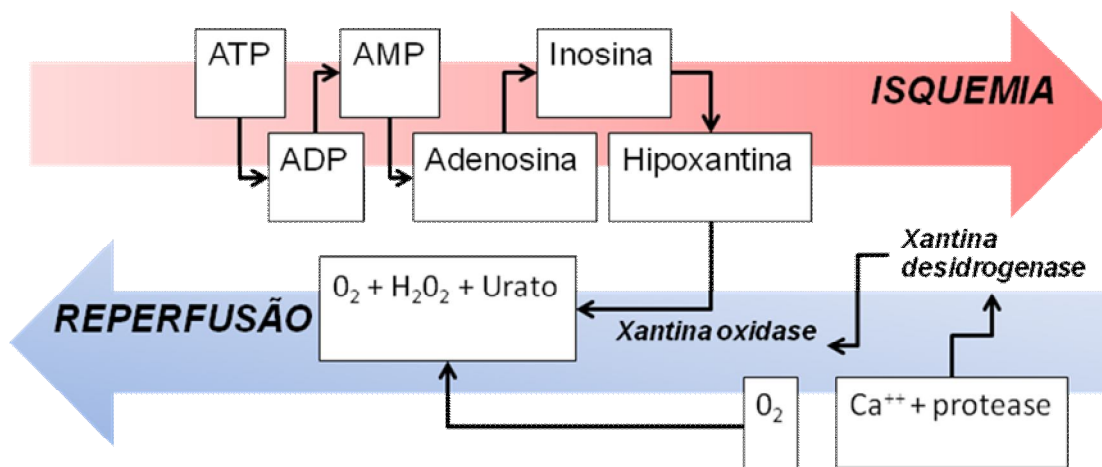 ATP
AMP
Inosina
ISQUEMIA
ADP
Adenosina
Hipoxantina
Xantina
desidrogenase
0₂ + H₂0₂ + Urato
REPERFUSÃO
Xantina oxidase
0₂
Ca⁺⁺ + protease